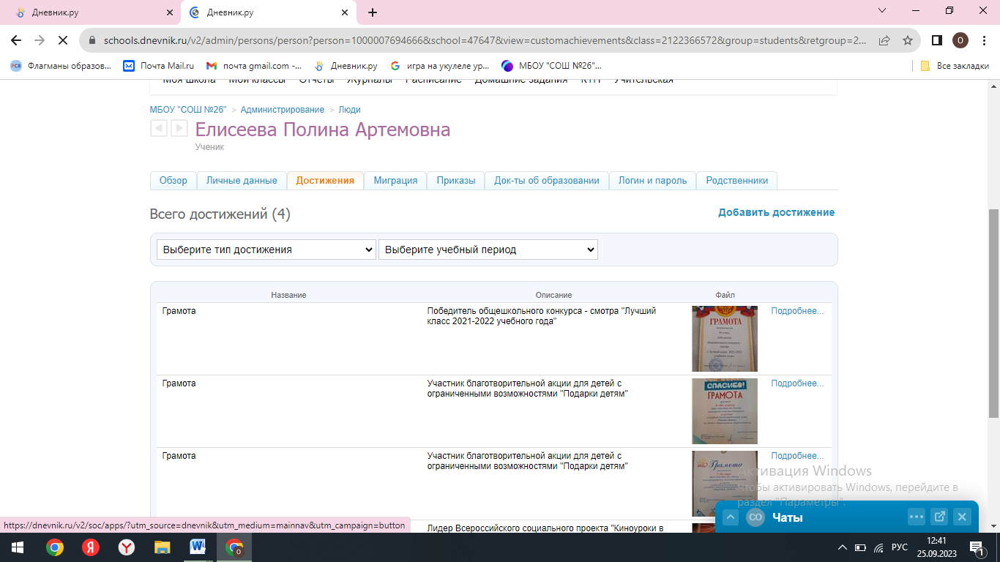 Дневник.ру
Дневник.ру
schools.dnevnik.ru/v2/admin/persons/person?person=1000007694666&school=47647&view=customachievements&class=2122366572&group=students&retgroup=2...
O
РСВ Флагманы образов...
Почта Mail.ru
почта gmail.com -...
Дневник.ру
игра на укулеле ур...
МБОУ "СОШ №26"...
Все закладки
Моя школа Мои классы Отчеты Журналы Расписание Домашние задания КТП Учительская
МБОУ "СОШ №26" > Администрирование > Люди
Елисеева Полина Артемовна
Ученик
Обзор Личные данные Достижения Миграция Приказы Док-ты об образовании Логин и пароль Родственники
Всего достижений (4)
Добавить достижение
Выберите тип достижения
Выберите учебный период
Название Описание Файл
Грамота
Победитель общешкольного конкурса - смотра "Лучший
класс 2021-2022 учебного года"
ГРАМОТА
Подробнее...
Грамота
Участник благотворительной акции для детей с
ограниченными возможностями "Подарки детям"
СПАСИБО!
ГРАМОТА
Подробнее...
Грамота
Участник благотворительной акции для детей с
ограниченными возможностями "Подарки детям"
Грамота
Подробнее...
Активация Windows
Чтобы активировать Windows, перейдите в
раздел "Параметры".
Лидер Всероссийского социального проекта "Киноуроки в
СО Чаты
https://dnevnik.ru/v2/soc/apps/?utm_source=dnevnik&utm_medium=mainnav&utm_campaign=button
РУС
12:41
25.09.2023
1